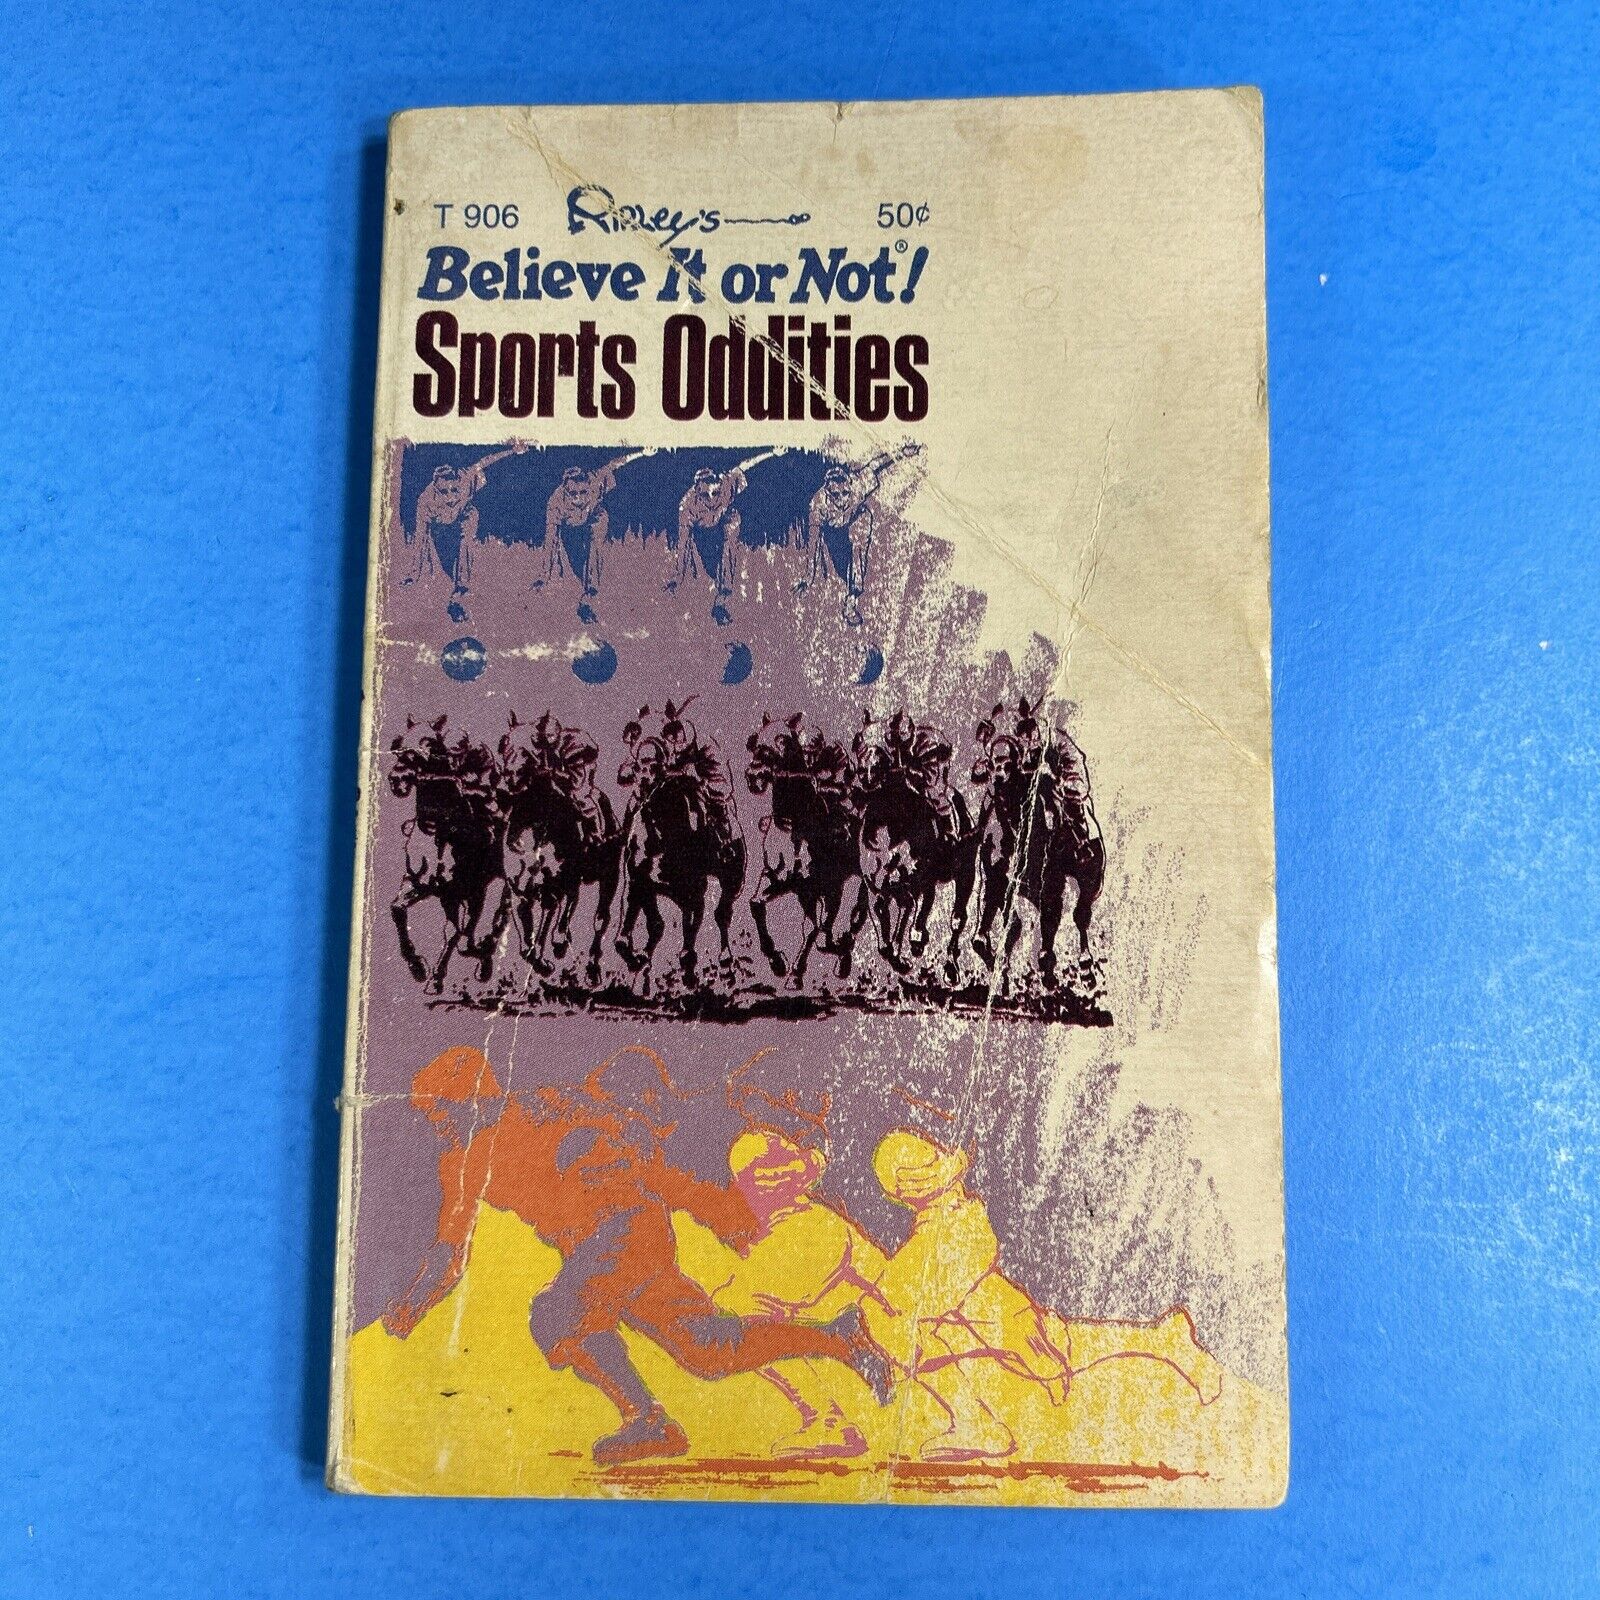 T 906 Ripley's 50¢
Believe It or Not!®
Sports Oddities